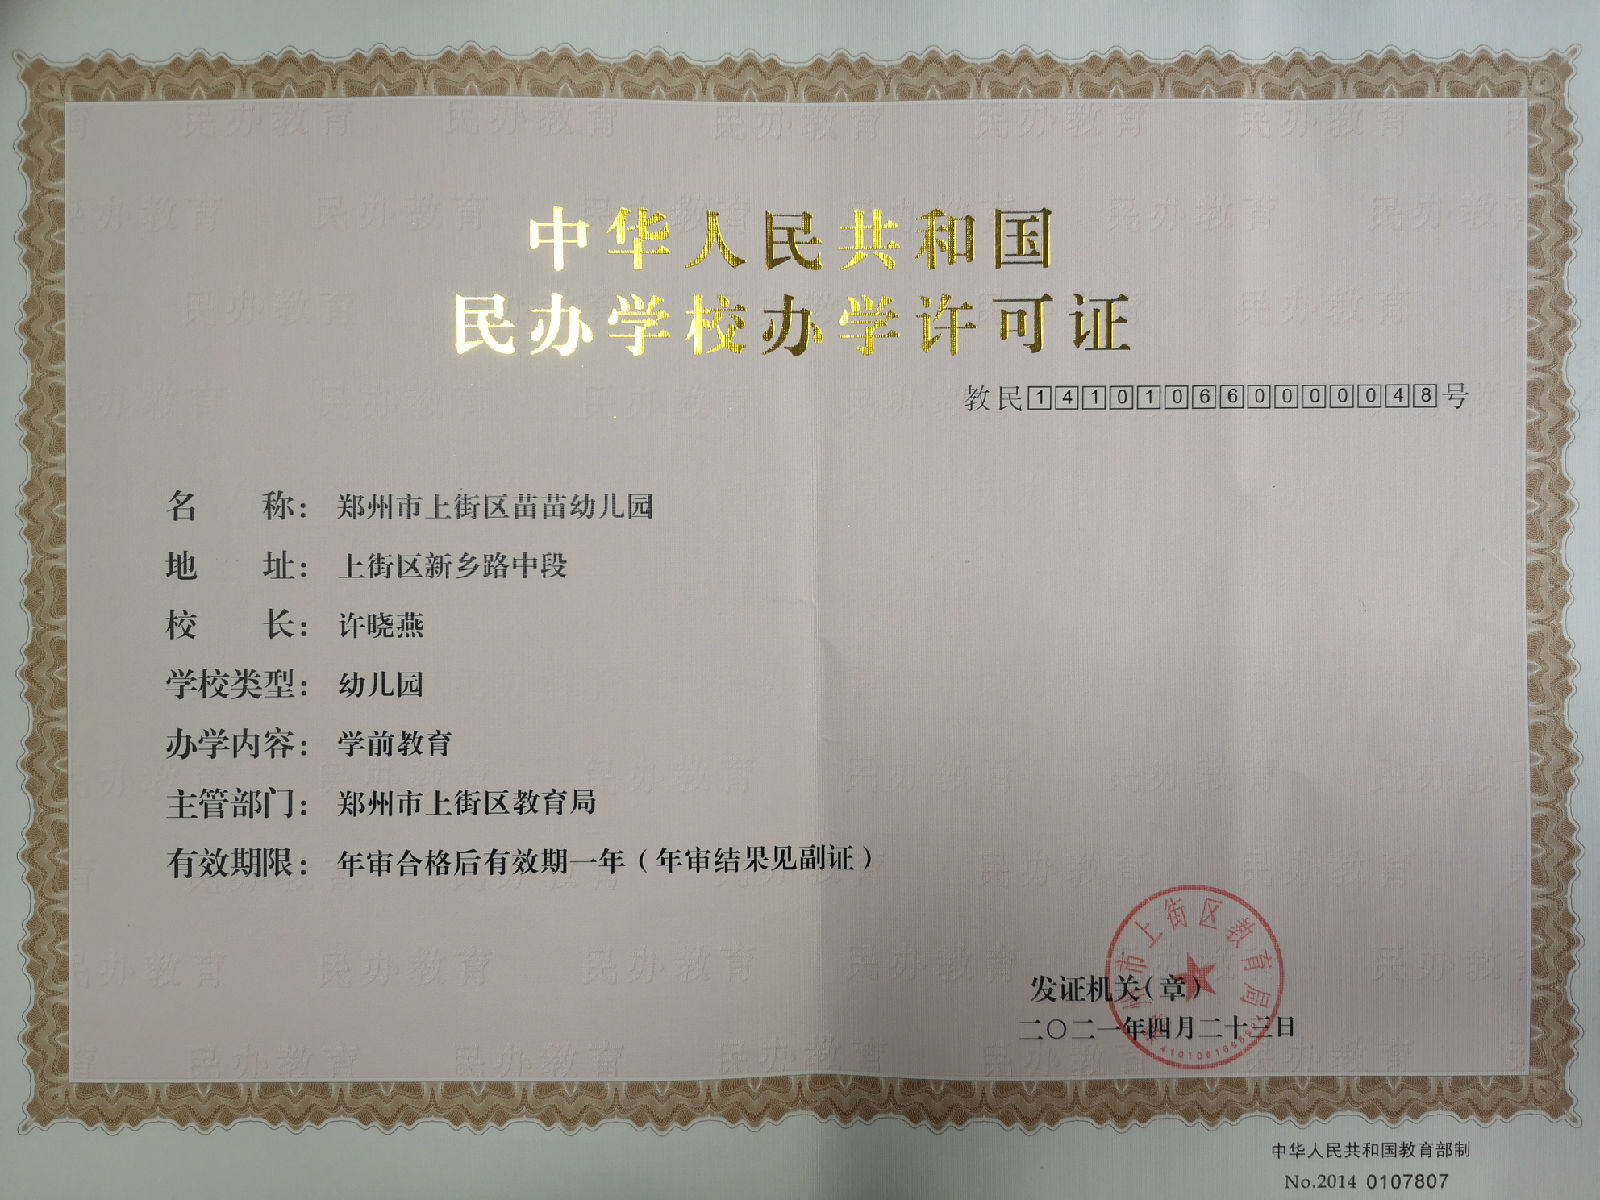 中华人民共和国
民办学校办学许可证
教民141010660000048号
名 称： 郑州市上街区苗苗幼儿园
地 址： 上街区新乡路中段
校 长： 许晓燕
学校类型： 幼儿园
办学内容： 学前教育
主管部门： 郑州市上街区教育局
有效期限： 年审合格后有效期一年（年审结果见副证）
市上街区教育局
发证机关（章）
二〇二一年四月二十三日
中华人民共和国教育部制
No.2014 0107807